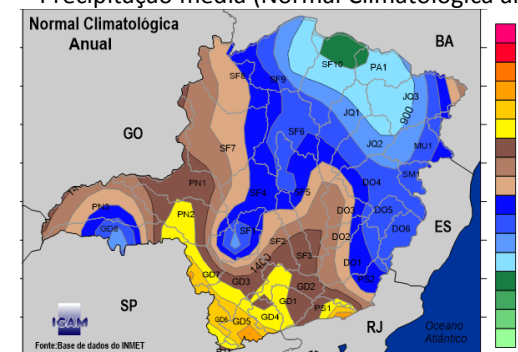 Precipitação média (Normal Climatológica an
Normal Climatológica
Anual
BA
SF10
PA1
SF8
SF9
JQ3
900
JQ1
GO
SF6
JQ2
MU1
SF7
SM1
PN1
SF4
SF5
DO4
PN3
PN2
DO3
DO5
GD8
SF1
SF2
DO2
DO6
ES
SF3
1400
DO1
GD7
GD3
PS2
GD2
SP
GD1
PS1
GD6
GD5
GD4
RJ
IGAM
Oceano
Atlântico
Fonte:Base de dados do INMET